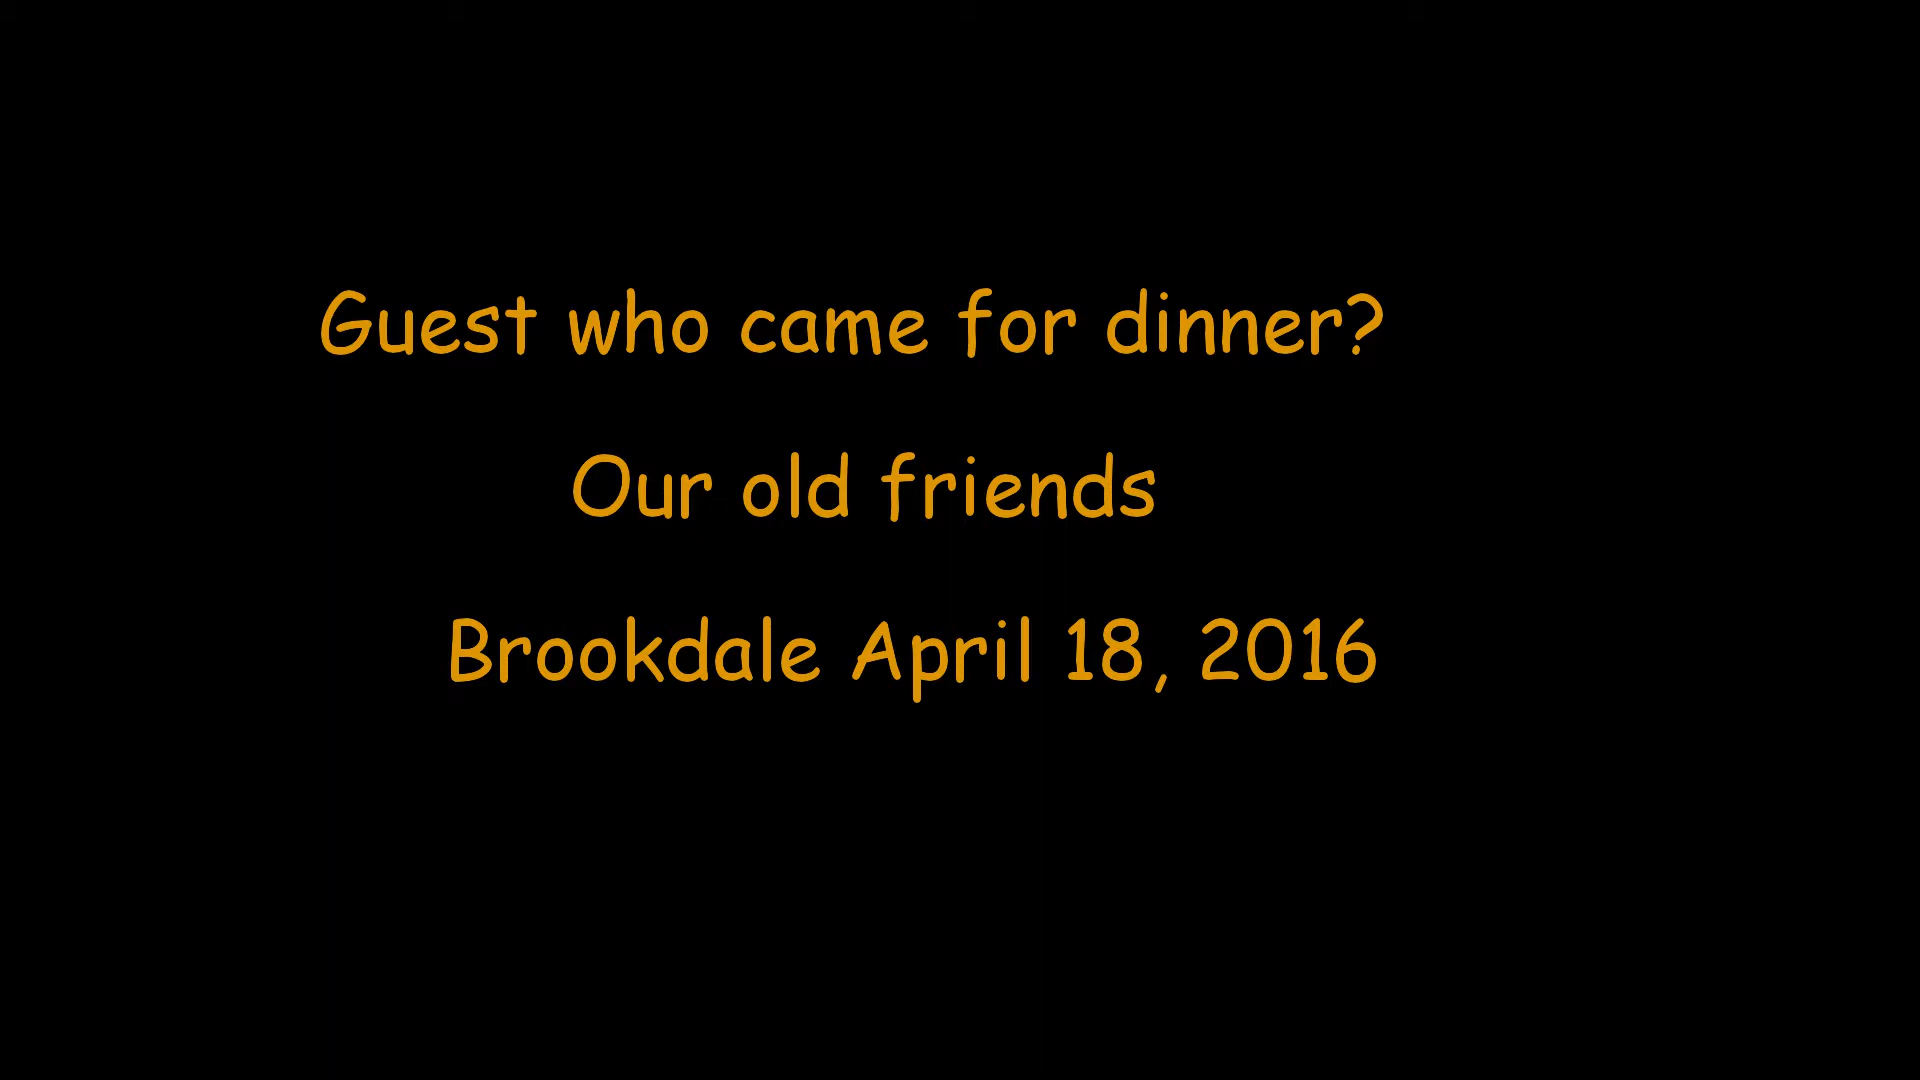 Guest who came for dinner?
Our old friends
Brookdale April 18, 2016